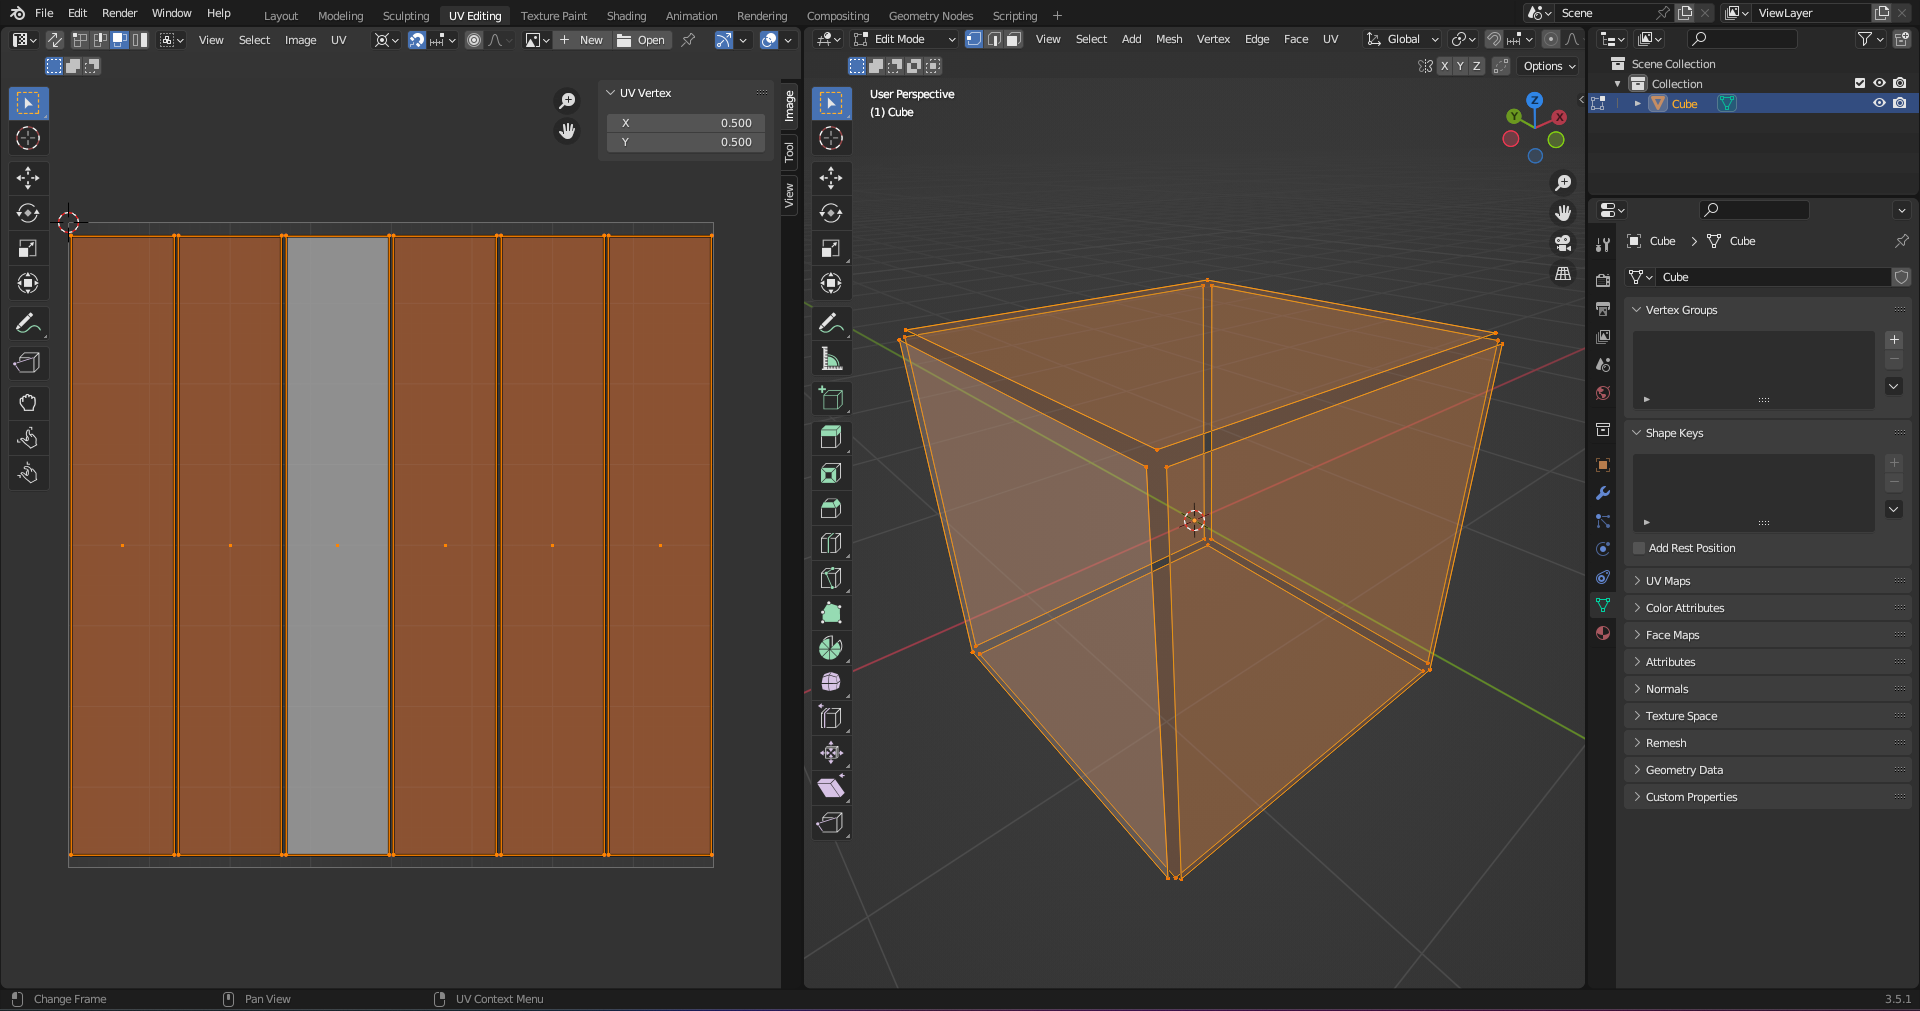 File Edit Render Window Help
Layout Modeling Sculpting UV Editing Texture Paint Shading Animation Rendering Compositing Geometry Nodes Scripting +
Scene
ViewLayer
View Select Image UV
New
Open
Edit Mode
View Select Add Mesh Vertex Edge Face UV
Global
X Y Z
Options
UV Vertex
X 0.500
Y 0.500
Image
Tool
View
User Perspective
(1) Cube
Z
Y
X
Scene Collection
Collection
Cube
Cube > Cube
Cube
Vertex Groups
Shape Keys
Add Rest Position
UV Maps
Color Attributes
Face Maps
Attributes
Normals
Texture Space
Remesh
Geometry Data
Custom Properties
Change Frame
Pan View
UV Context Menu
3.5.1